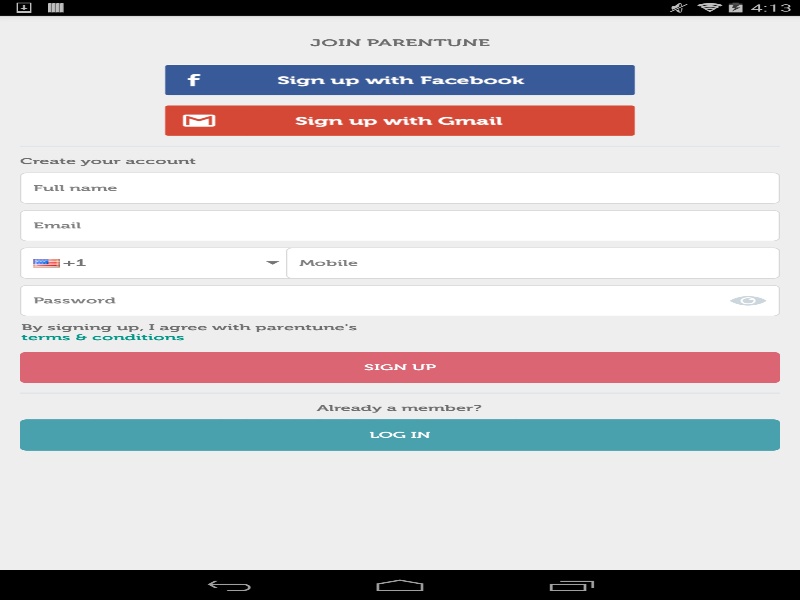 4:13
JOIN PARENTUNE
f Sign up with Facebook
Sign up with Gmail
Create your account
Full name
Email
+1 Mobile
Password
By signing up, I agree with parentune's
terms & conditions
SIGN UP
Already a member?
LOG IN